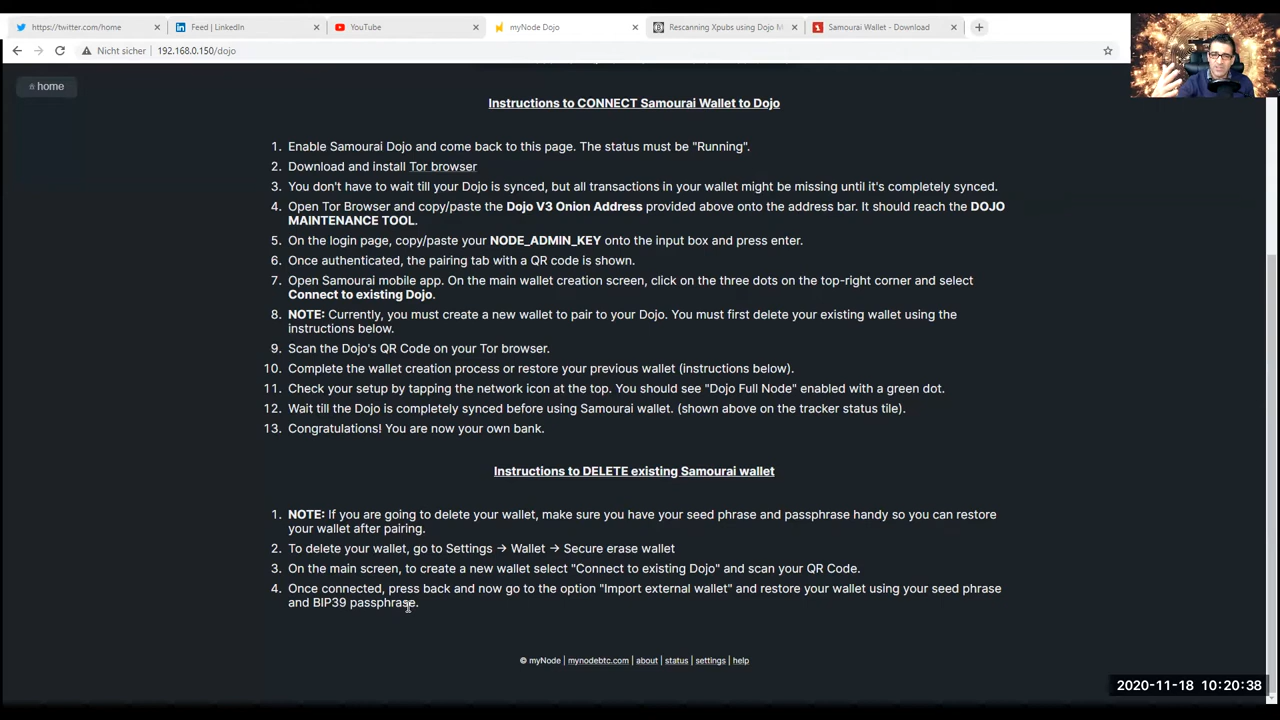 https://twitter.com/home
Feed | LinkedIn
YouTube
myNode Dojo
Rescanning Xpubs using Dojo M
Samourai Wallet - Download
Nicht sicher | 192.168.0.150/dojo
home
Instructions to CONNECT Samourai Wallet to Dojo
1. Enable Samourai Dojo and come back to this page. The status must be "Running".
2. Download and install Tor browser
3. You don't have to wait till your Dojo is synced, but all transactions in your wallet might be missing until it's completely synced.
4. Open Tor Browser and copy/paste the Dojo V3 Onion Address provided above onto the address bar. It should reach the DOJO
MAINTENANCE TOOL.
5. On the login page, copy/paste your NODE_ADMIN_KEY onto the input box and press enter.
6. Once authenticated, the pairing tab with a QR code is shown.
7. Open Samourai mobile app. On the main wallet creation screen, click on the three dots on the top-right corner and select
Connect to existing Dojo.
8. NOTE: Currently, you must create a new wallet to pair to your Dojo. You must first delete your existing wallet using the
instructions below.
9. Scan the Dojo's QR Code on your Tor browser.
10. Complete the wallet creation process or restore your previous wallet (instructions below).
11. Check your setup by tapping the network icon at the top. You should see "Dojo Full Node" enabled with a green dot.
12. Wait till the Dojo is completely synced before using Samourai wallet. (shown above on the tracker status tile).
13. Congratulations! You are now your own bank.
Instructions to DELETE existing Samourai wallet
1. NOTE: If you are going to delete your wallet, make sure you have your seed phrase and passphrase handy so you can restore
your wallet after pairing.
2. To delete your wallet, go to Settings → Wallet → Secure erase wallet
3. On the main screen, to create a new wallet select "Connect to existing Dojo" and scan your QR Code.
4. Once connected, press back and now go to the option "Import external wallet" and restore your wallet using your seed phrase
and BIP39 passphrase.
© myNode | mynodebtc.com | about | status | settings | help
2020-11-18 10:20:38